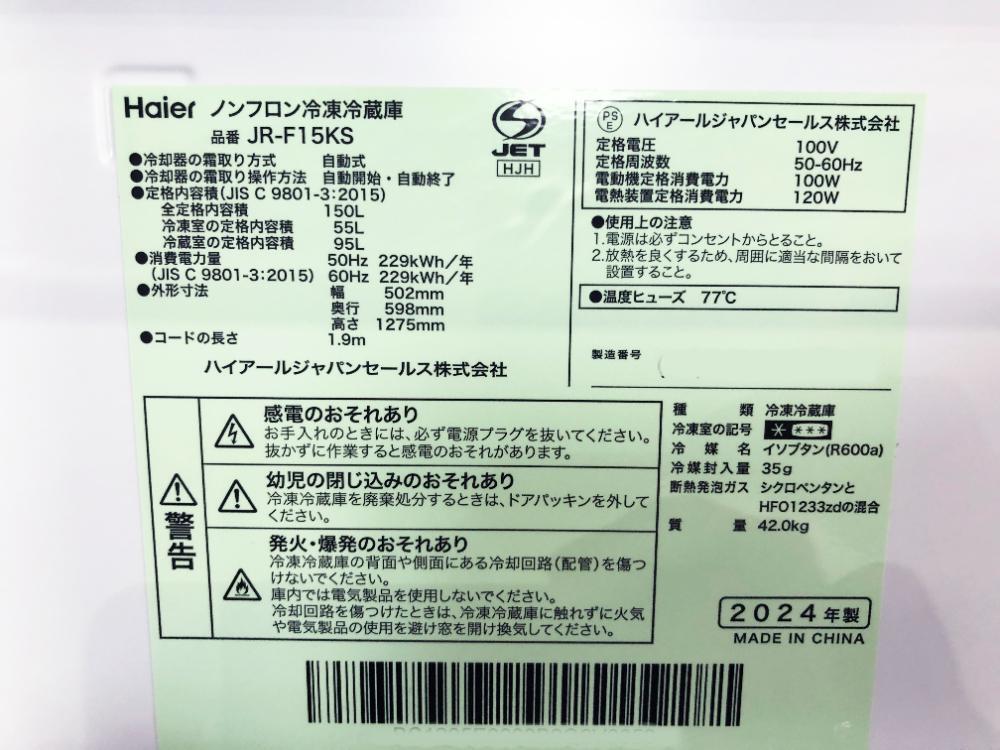 Haier ノンフロン冷凍冷蔵庫
品番 JR-F15KS
●冷却器の霜取り方式 自動式
●冷却器の霜取り操作方法 自動開始・自動終了
●定格内容積(JIS C 9801-3:2015)
全定格内容積 150L
冷凍室の定格内容積 55L
冷蔵室の定格内容積 95L
●消費電力量 50Hz 229kWh/年
(JIS C 9801-3:2015) 60Hz 229kWh/年
●外形寸法 幅 502mm
奥行 598mm
高さ 1275mm
●コードの長さ 1.9m
ハイアールジャパンセールス株式会社
JET
HJH
PS
E
ハイアールジャパンセールス株式会社
定格電圧 100V
定格周波数 50-60Hz
電動機定格消費電力 100W
電熱装置定格消費電力 120W
●使用上の注意
1.電源は必ずコンセントからとること。
2.放熱を良くするため、周囲に適当な間隔をおいて
設置すること。
●温度ヒューズ 77℃
製造番号
警告
感電のおそれあり
お手入れのときには、必ず電源プラグを抜いてください。
抜かずに作業すると感電のおそれがあります。
幼児の閉じ込みのおそれあり
冷凍冷蔵庫を廃棄処分するときは、ドアパッキンを外して
ください。
発火・爆発のおそれあり
冷凍冷蔵庫の背面や側面にある冷却回路(配管)を傷つ
けないでください。
庫内では電気製品を使用しないでください。
冷却回路を傷つけたときは、冷凍冷蔵庫に触れずに火気
や電気製品の使用を避け窓を開け換気してください。
種類 冷凍冷蔵庫
冷凍室の記号 * ***
冷媒名 イソブタン(R600a)
冷媒封入量 35g
断熱発泡ガス シクロペンタンと
HFO1233zdの混合
質量 42.0kg
2024年製
MADE IN CHINA